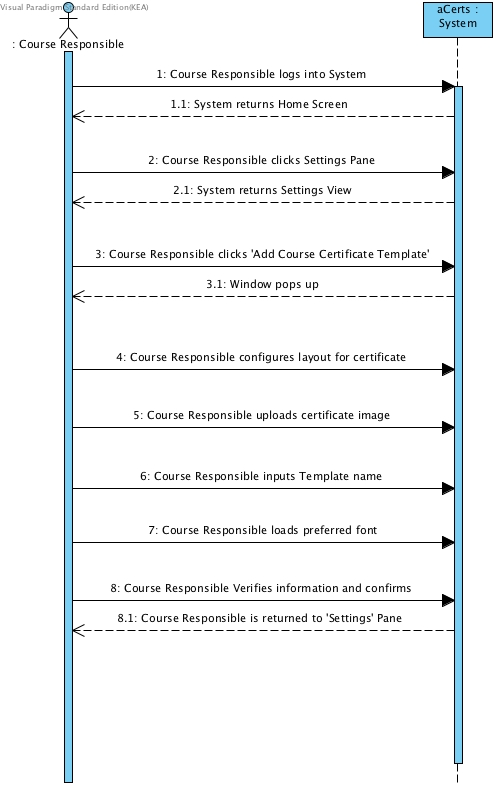 Visual Paradigm Standard Edition(KEA)
: Course Responsible
aCerts :
System
1: Course Responsible logs into System
1.1: System returns Home Screen
2: Course Responsible clicks Settings Pane
2.1: System returns Settings View
3: Course Responsible clicks 'Add Course Certificate Template'
3.1: Window pops up
4: Course Responsible configures layout for certificate
5: Course Responsible uploads certificate image
6: Course Responsible inputs Template name
7: Course Responsible loads preferred font
8: Course Responsible Verifies information and confirms
8.1: Course Responsible is returned to 'Settings' Pane